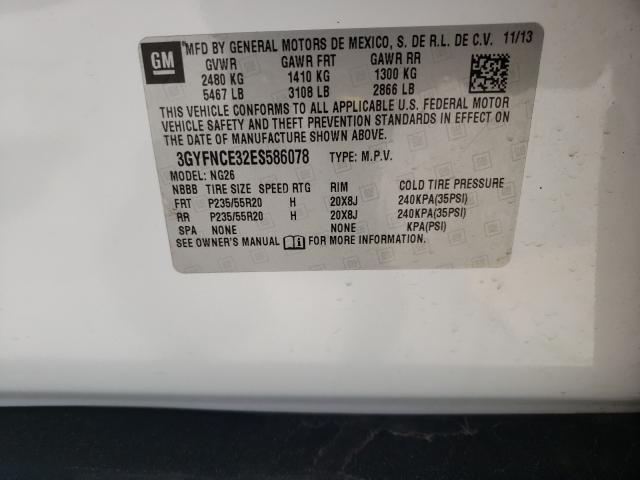 GM
MFD BY GENERAL MOTORS DE MEXICO, S. DE R.L. DE C.V. 11/13
GVWR GAWR FRT GAWR RR
2480 KG 1410 KG 1300 KG
5467 LB 3108 LB 2866 LB
THIS VEHICLE CONFORMS TO ALL APPLICABLE U.S. FEDERAL MOTOR
VEHICLE SAFETY AND THEFT PREVENTION STANDARDS IN EFFECT ON
THE DATE OF MANUFACTURE SHOWN ABOVE.
3GYFNCE32ES586078 TYPE: M.P.V.
MODEL: NG26
NBBB TIRE SIZE SPEED RTG RIM COLD TIRE PRESSURE
FRT P235/55R20 H 20X8J 240KPA(35PSI)
RR P235/55R20 H 20X8J 240KPA(35PSI)
SPA NONE NONE KPA(PSI)
SEE OWNER'S MANUAL FOR MORE INFORMATION.